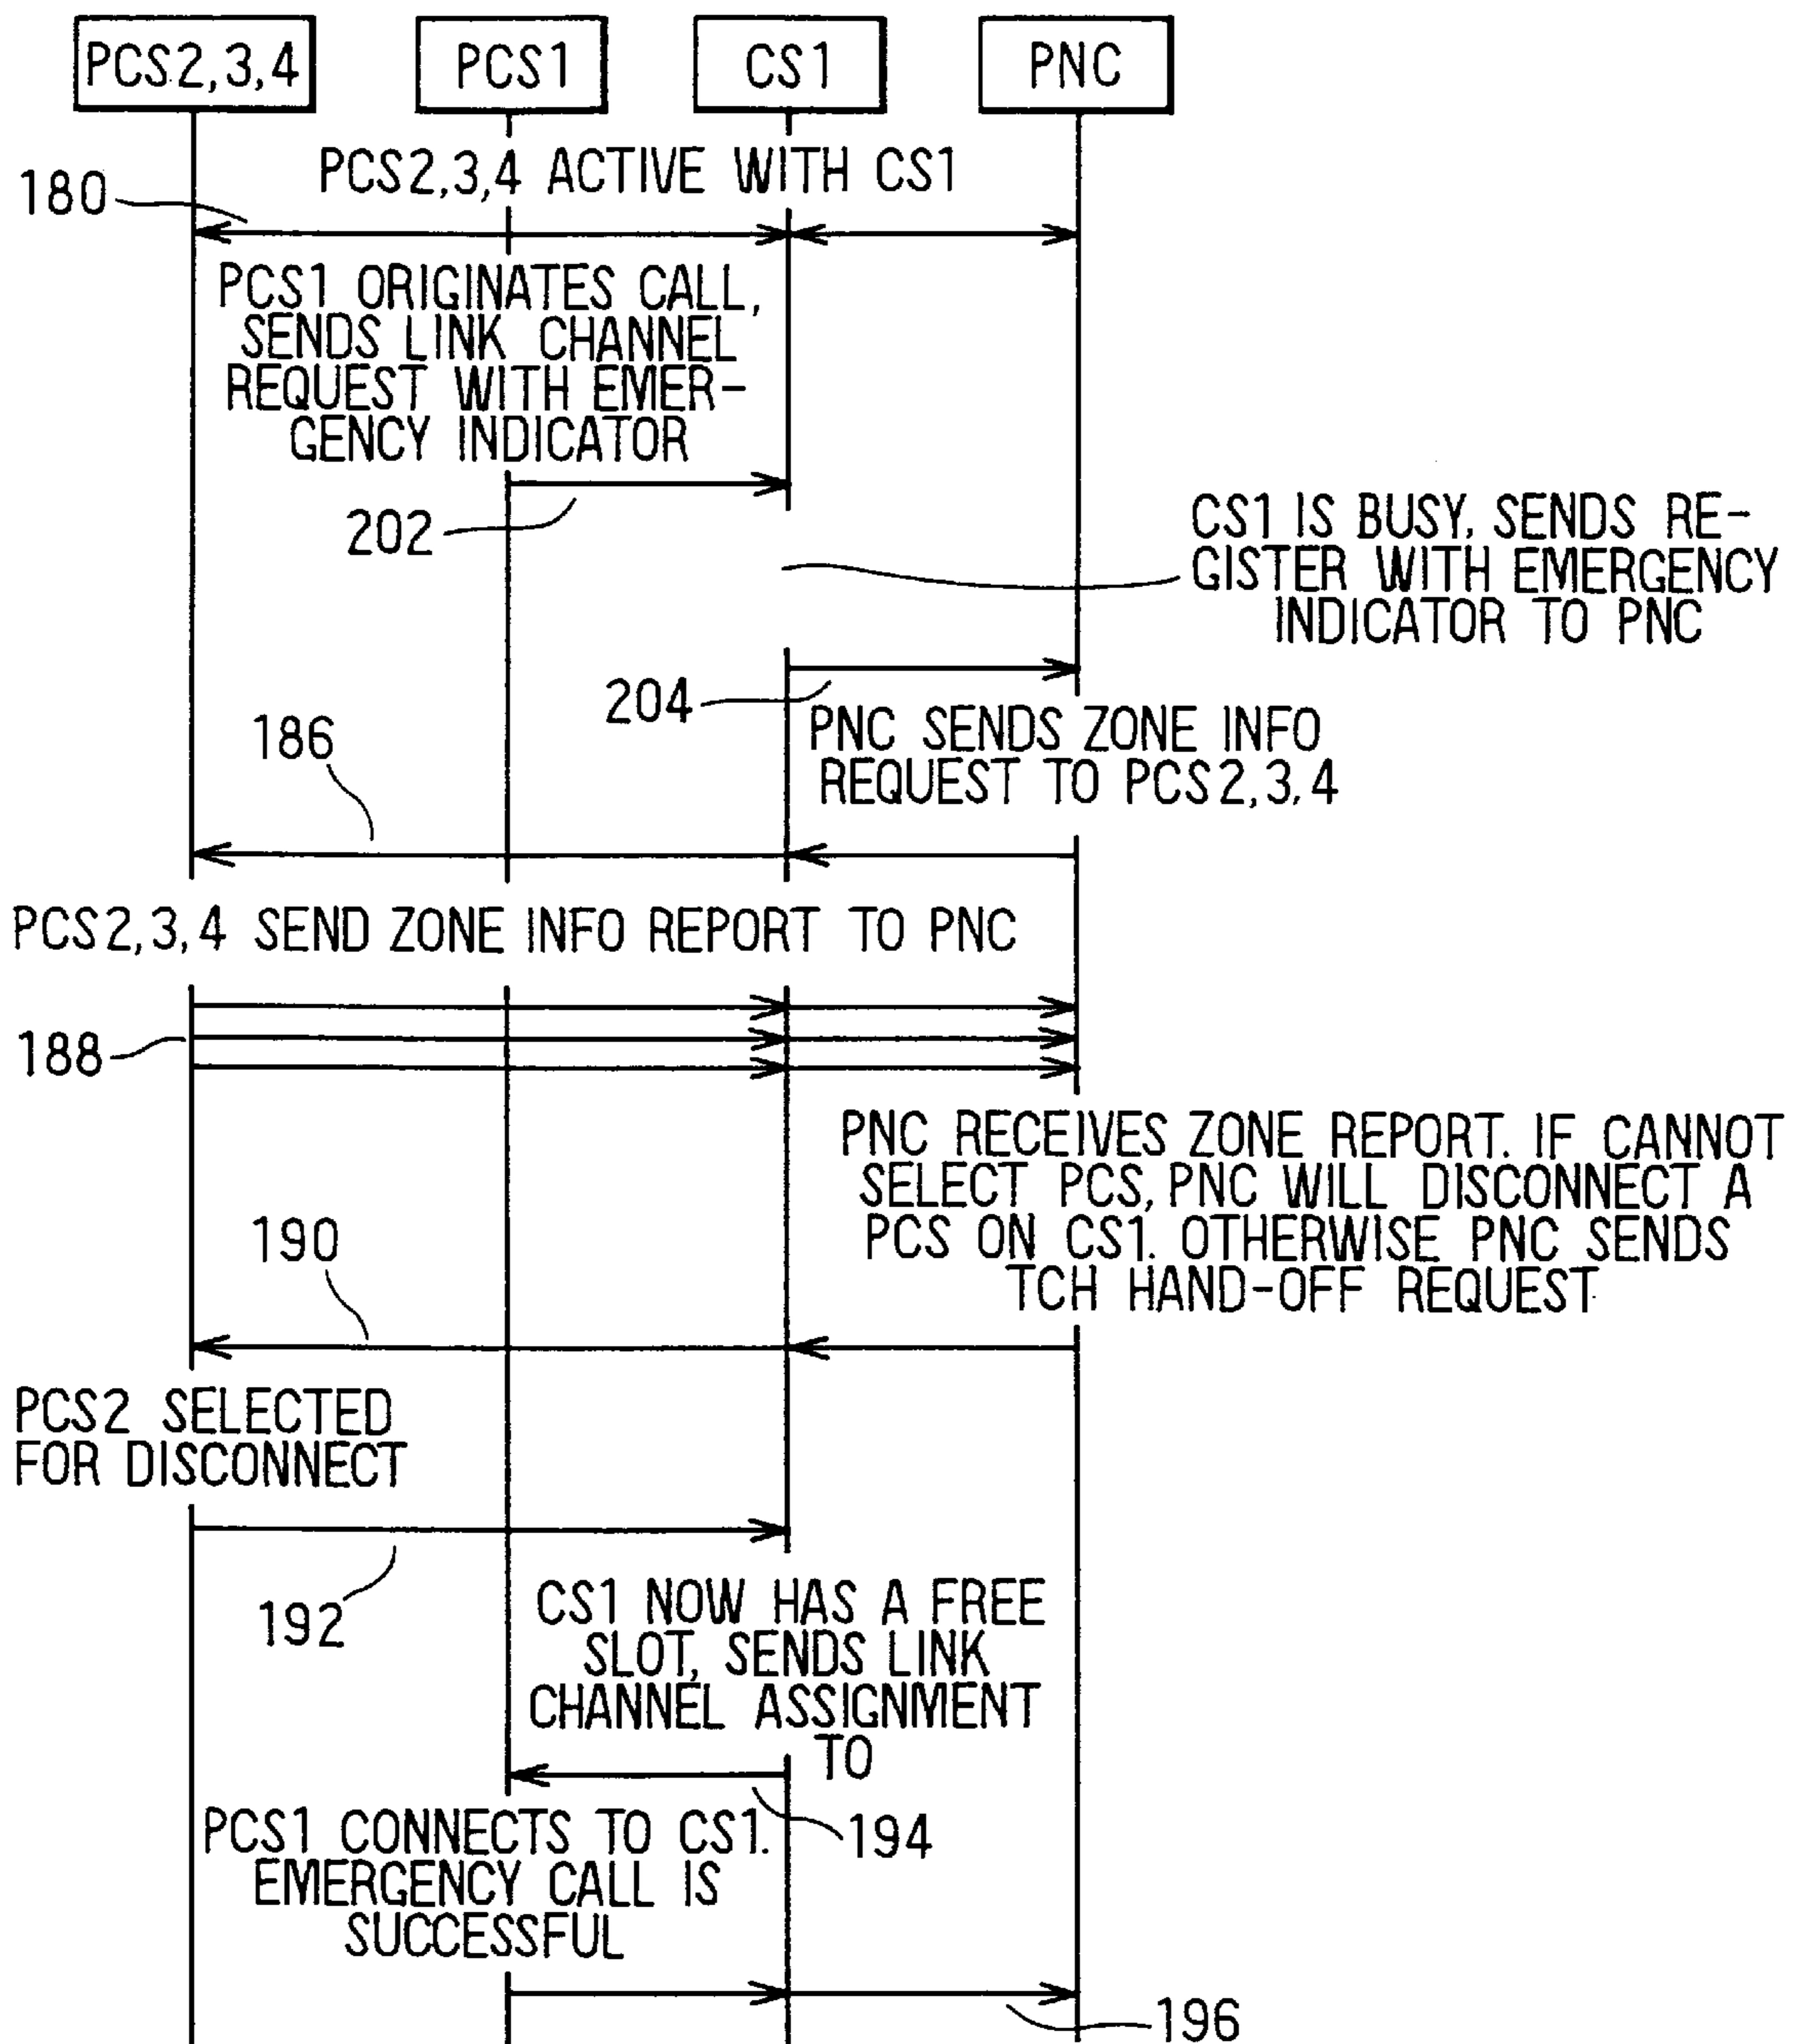 PCS2,3,4
PCS1
CS1
PNC
PCS2,3,4 ACTIVE WITH CS1
180
PCS1 ORIGINATES CALL,
SENDS LINK CHANNEL
REQUEST WITH EMER-
GENCY INDICATOR
202
CS1 IS BUSY, SENDS RE-
GISTER WITH EMERGENCY
INDICATOR TO PNC
204
PNC SENDS ZONE INFO
REQUEST TO PCS2,3,4
186
PCS2,3,4 SEND ZONE INFO REPORT TO PNC
188
PNC RECEIVES ZONE REPORT. IF CANNOT
SELECT PCS, PNC WILL DISCONNECT A
PCS ON CS1. OTHERWISE PNC SENDS
TCH HAND-OFF REQUEST
190
PCS2 SELECTED
FOR DISCONNECT
192
CS1 NOW HAS A FREE
SLOT, SENDS LINK
CHANNEL ASSIGNMENT
TO
194
PCS1 CONNECTS TO CS1.
EMERGENCY CALL IS
SUCCESSFUL
196